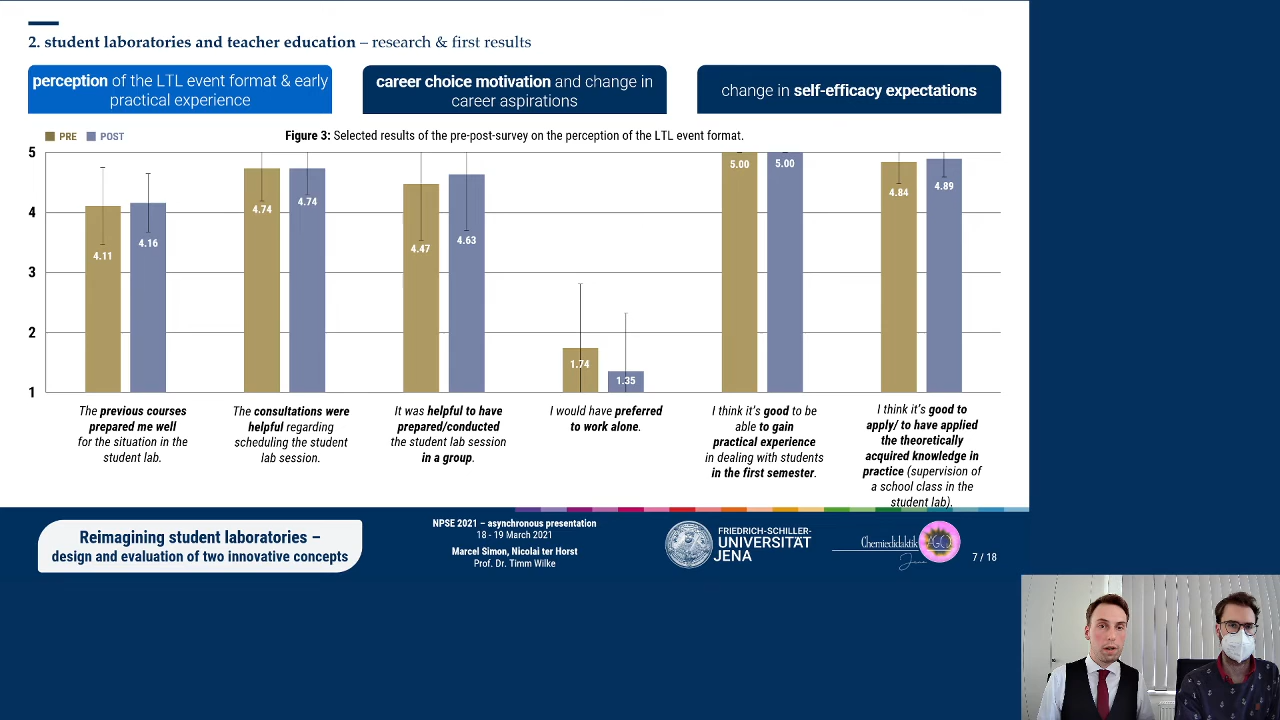 2. student laboratories and teacher education – research & first results
perception of the LTL event format & early
practical experience
career choice motivation and change in
career aspirations
change in self-efficacy expectations
PRE
POST
Figure 3: Selected results of the pre-post-survey on the perception of the LTL event format.
5
4
3
2
1
4.11
4.16
4.74
4.74
4.47
4.63
1.74
1.35
5.00
5.00
4.84
4.89
The previous courses
prepared me well
for the situation in the
student lab.
The consultations were
helpful regarding
scheduling the student
lab session.
It was helpful to have
prepared/conducted
the student lab session
in a group.
I would have preferred
to work alone.
I think it's good to be
able to gain
practical experience
in dealing with students
in the first semester.
I think it's good to
apply/ to have applied
the theoretically
acquired knowledge in
practice (supervision of
a school class in the
student lab).
Reimagining student laboratories –
design and evaluation of two innovative concepts
NPSE 2021 – asynchronous presentation
18 - 19 March 2021
Marcel Simon, Nicolai ter Horst
Prof. Dr. Timm Wilke
FRIEDRICH-SCHILLER-
UNIVERSITÄT
JENA
Chemiedidaktik
Jena
7 / 18